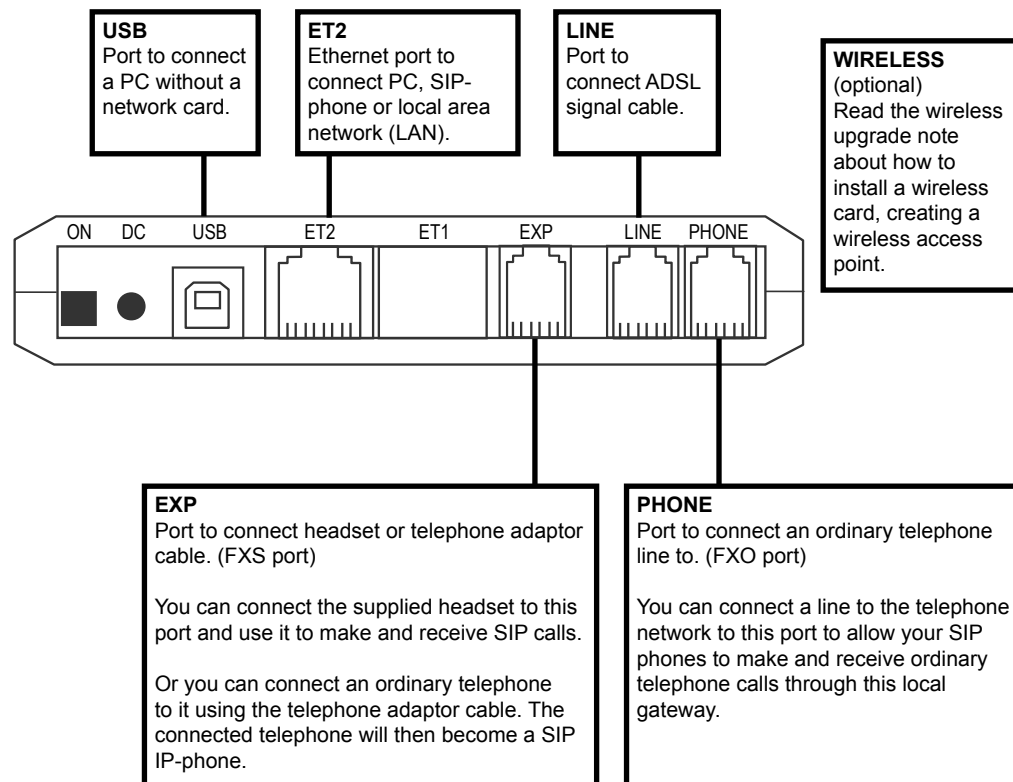 USB
Port to connect
a PC without a
network card.
ET2
Ethernet port to
connect PC, SIP-
phone or local area
network (LAN).
LINE
Port to
connect ADSL
signal cable.
WIRELESS
(optional)
Read the wireless
upgrade note
about how to
install a wireless
card, creating a
wireless access
point.
ON DC USB ET2 ET1 EXP LINE PHONE
EXP
Port to connect headset or telephone adaptor
cable. (FXS port)
You can connect the supplied headset to this
port and use it to make and receive SIP calls.
Or you can connect an ordinary telephone
to it using the telephone adaptor cable. The
connected telephone will then become a SIP
IP-phone.
PHONE
Port to connect an ordinary telephone
line to. (FXO port)
You can connect a line to the telephone
network to this port to allow your SIP
phones to make and receive ordinary
telephone calls through this local
gateway.